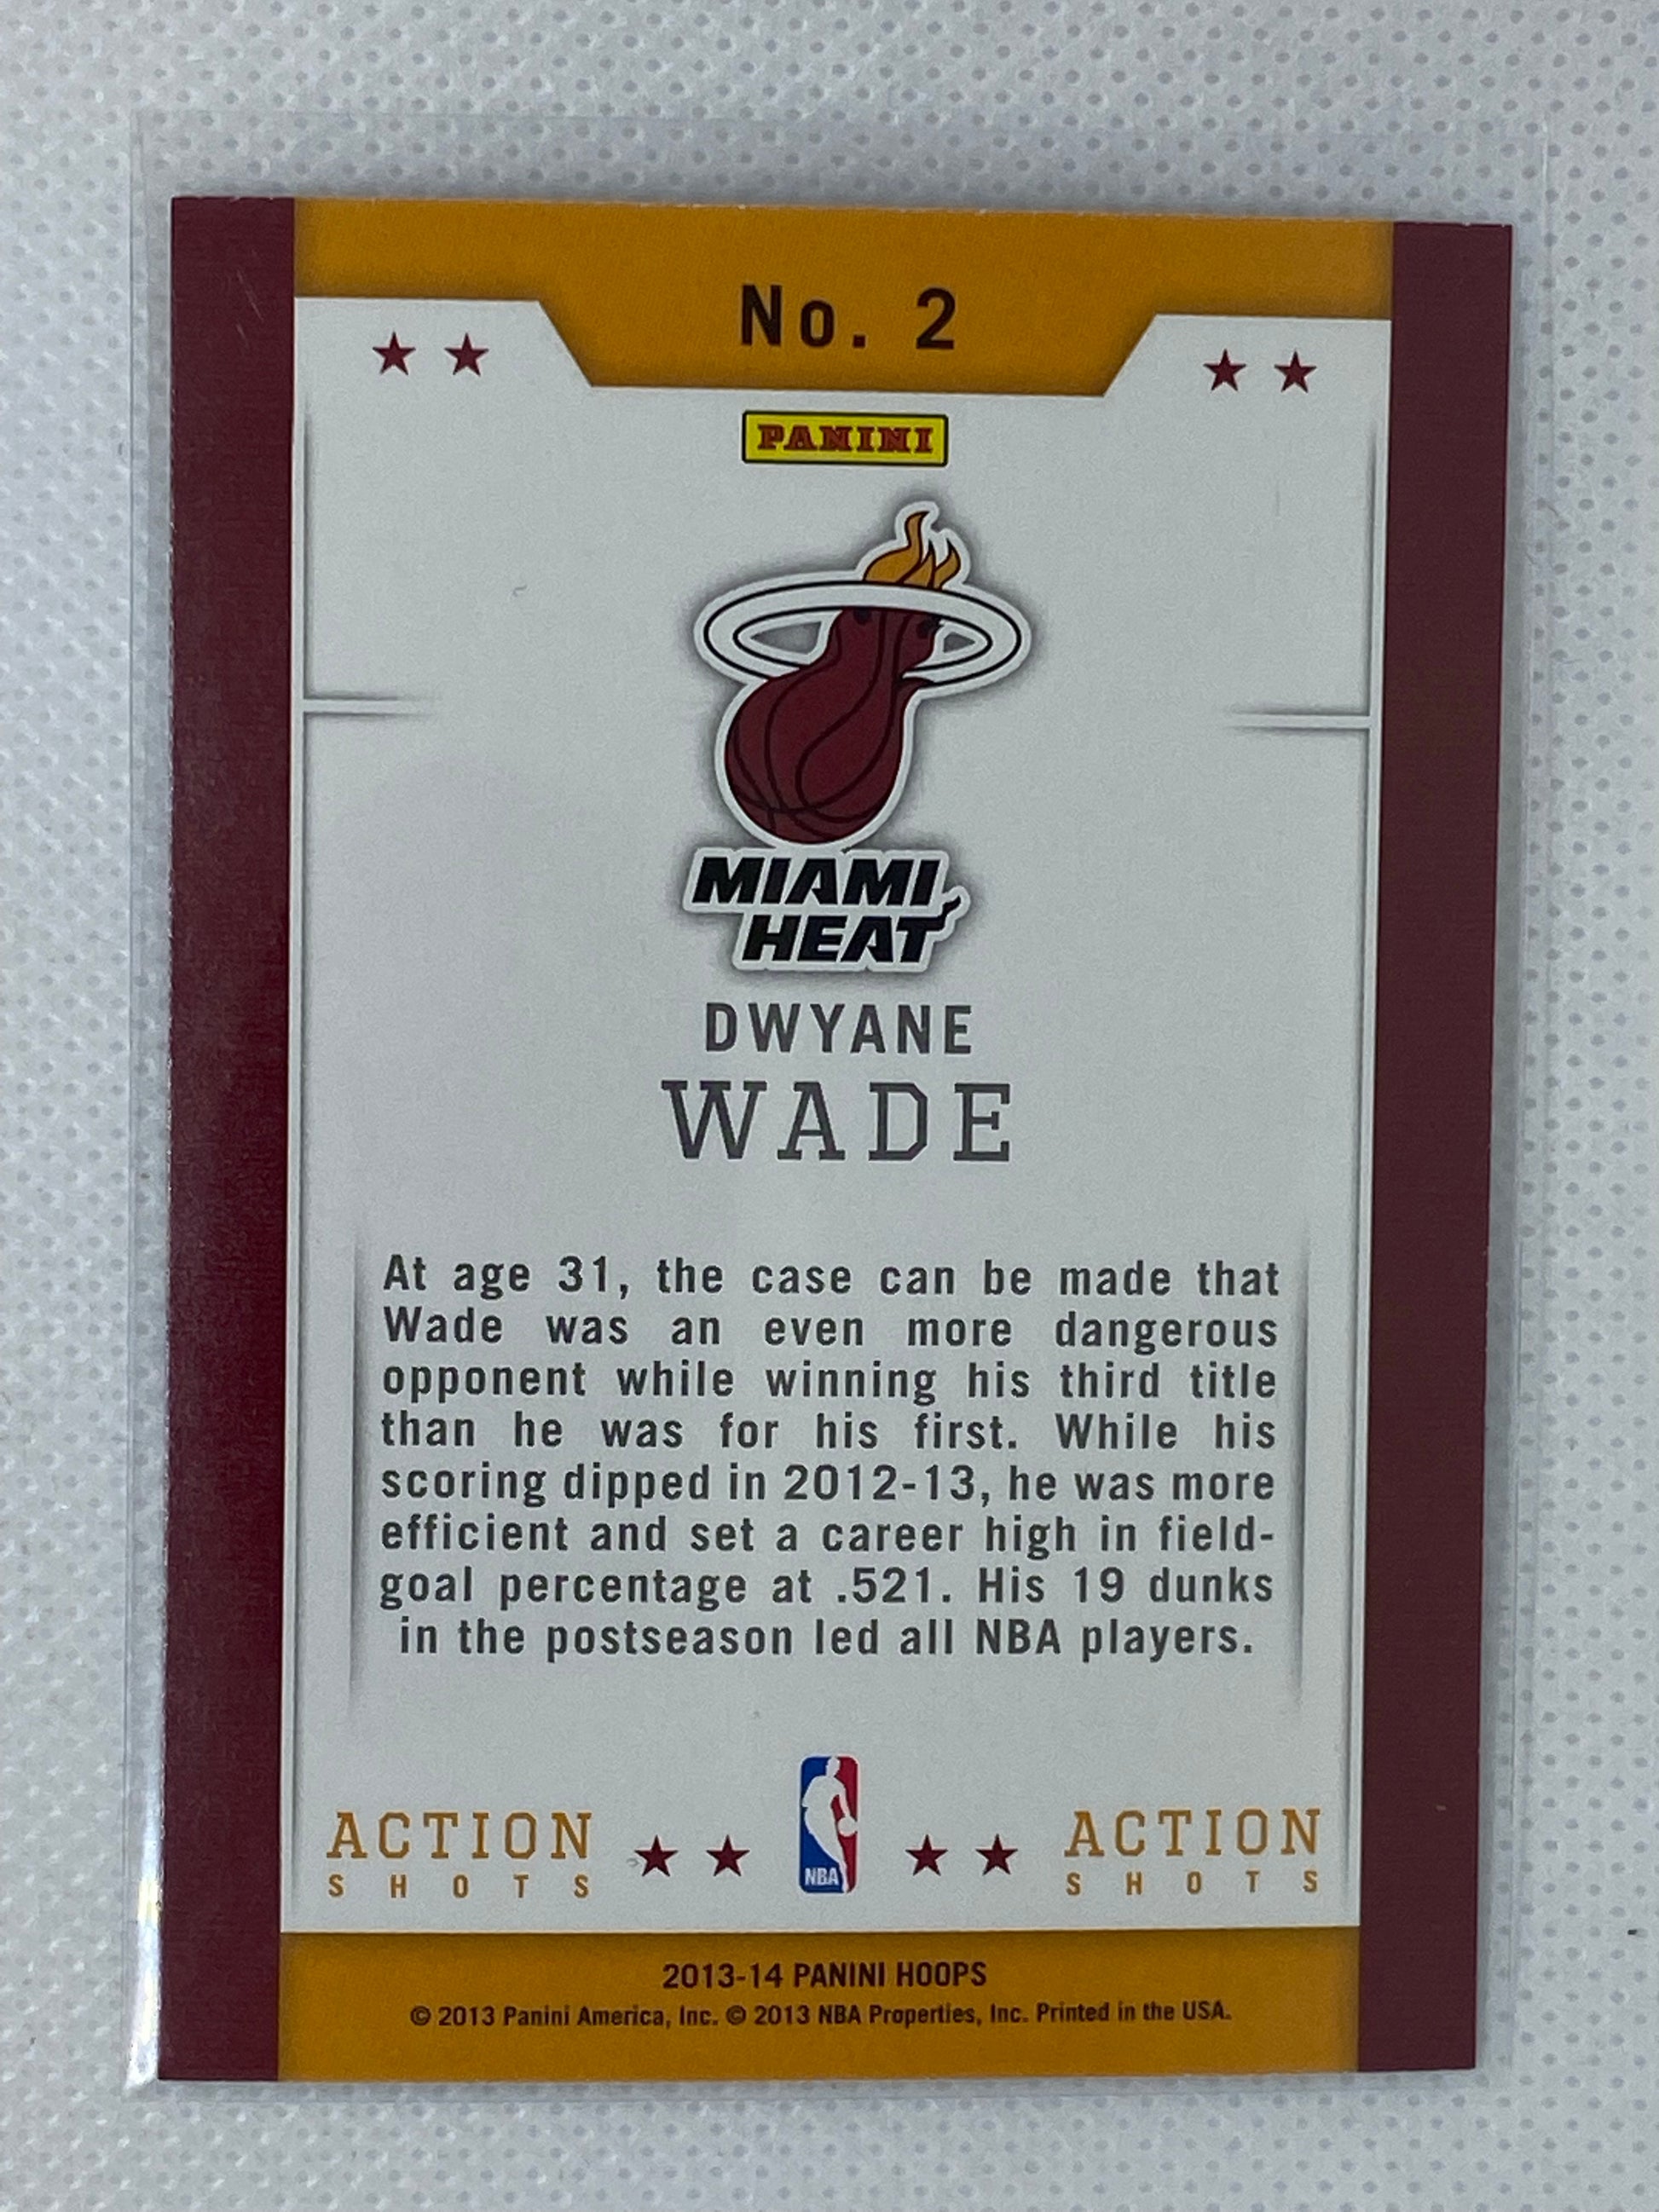 No. 2
PANINI
MIAMI
HEAT
DWYANE
WADE
At age 31, the case can be made that
Wade was an even more dangerous
opponent while winning his third title
than he was for his first. While his
scoring dipped in 2012-13, he was more
efficient and set a career high in field-
goal percentage at .521. His 19 dunks
in the postseason led all NBA players.
ACTION
SHOTS
NBA
ACTION
SHOTS
2013-14 PANINI HOOPS
© 2013 Panini America, Inc. © 2013 NBA Properties, Inc. Printed in the USA.